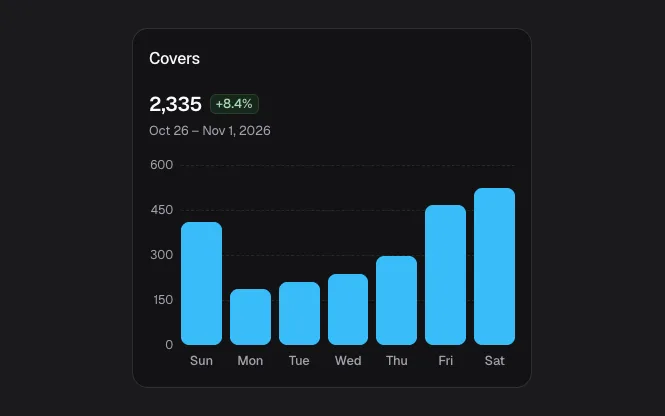 Covers
2,335 +8.4%
Oct 26 – Nov 1, 2026
600
450
300
150
0
Sun Mon Tue Wed Thu Fri Sat